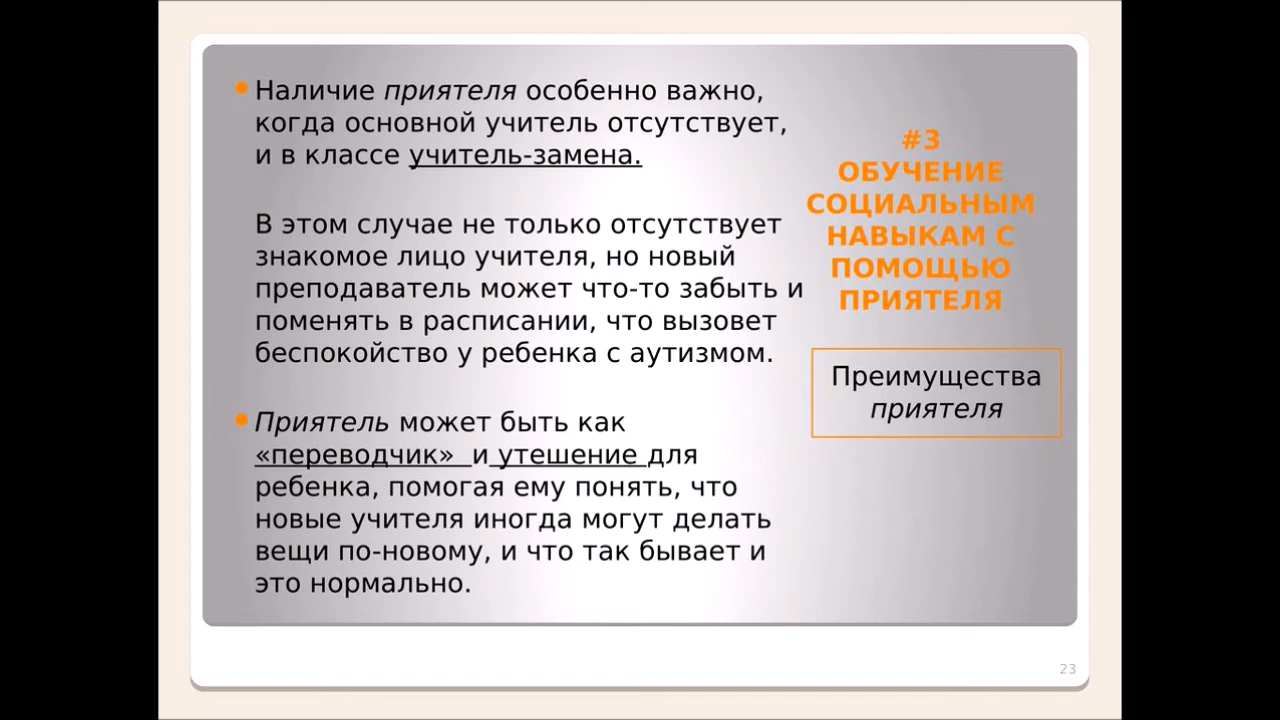 Наличие приятеля особенно важно,
когда основной учитель отсутствует,
и в классе учитель-замена.
В этом случае не только отсутствует
знакомое лицо учителя, но новый
преподаватель может что-то забыть и
поменять в расписании, что вызовет
беспокойство у ребенка с аутизмом.
Приятель может быть как
«переводчик» и утешение для
ребенка, помогая ему понять, что
новые учителя иногда могут делать
вещи по-новому, и что так бывает и
это нормально.
#3
ОБУЧЕНИЕ
СОЦИАЛЬНЫМ
НАВЫКАМ С
ПОМОЩЬЮ
ПРИЯТЕЛЯ
Преимущества
приятеля
23